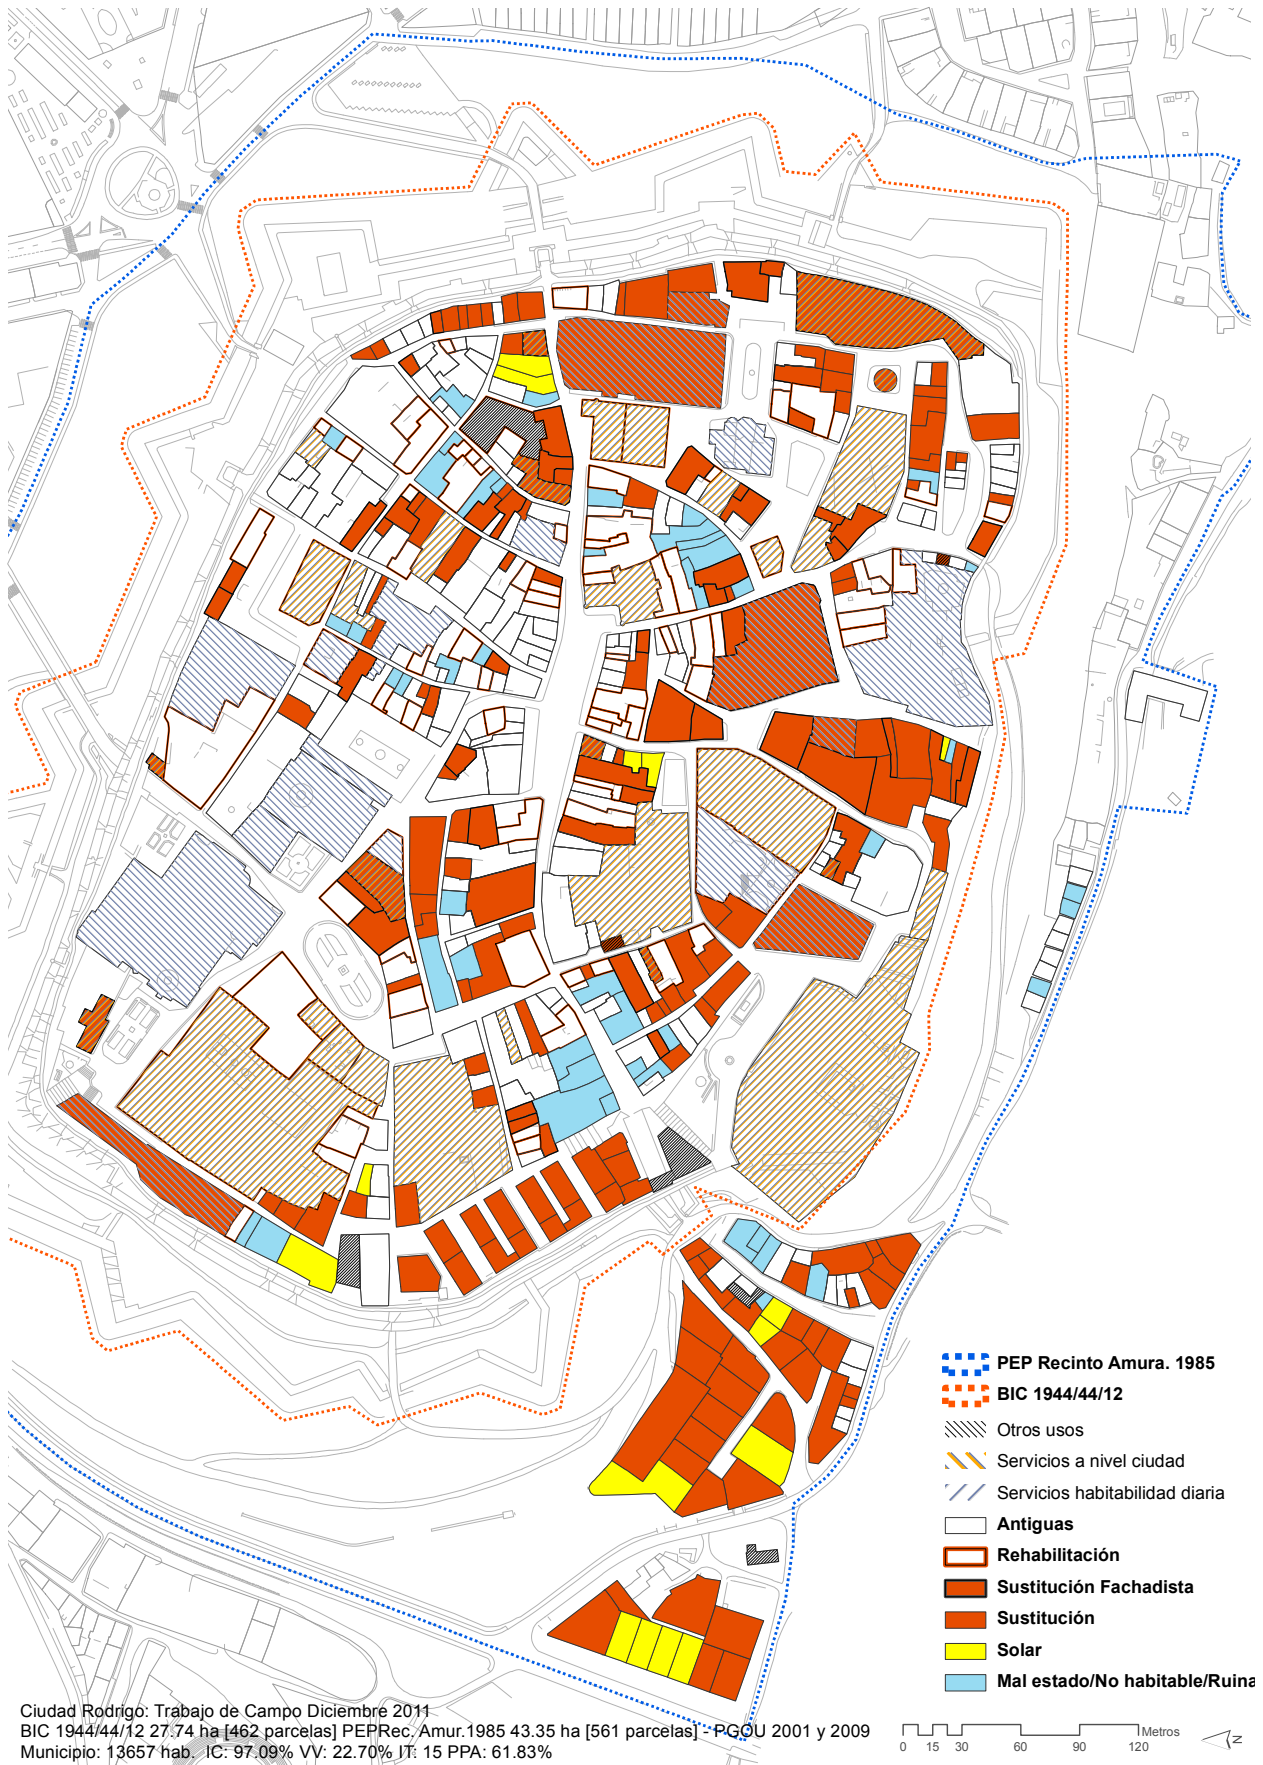 PEP Recinto Amura. 1985
BIC 1944/44/12
Otros usos
Servicios a nivel ciudad
Servicios habitabilidad diaria
Antiguas
Rehabilitación
Sustitución Fachadista
Sustitución
Solar
Mal estado/No habitable/Ruina
Ciudad Rodrigo: Trabajo de Campo Diciembre 2011
BIC 1944/44/12 27.74 ha [462 parcelas] PEPRec. Amur.1985 43.35 ha [561 parcelas] - PGOU 2001 y 2009
Municipio: 13657 hab. IC: 97.09% VV: 22.70% IT: 15 PPA: 61.83%
Metros
0 15 30 60 90 120
N